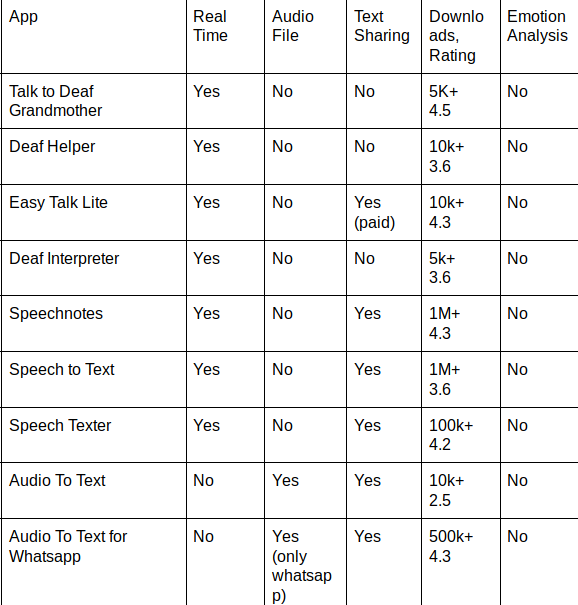 App Real Time Audio File Text Sharing Downlo ads, Rating Emotion Analysis
Talk to Deaf Grandmother Yes No No 5K+ 4.5 No
Deaf Helper Yes No No 10k+ 3.6 No
Easy Talk Lite Yes No Yes (paid) 10k+ 4.3 No
Deaf Interpreter Yes No No 5k+ 3.6 No
Speechnotes Yes No Yes 1M+ 4.3 No
Speech to Text Yes No Yes 1M+ 3.6 No
Speech Texter Yes No Yes 100k+ 4.2 No
Audio To Text No Yes Yes 10k+ 2.5 No
Audio To Text for Whatsapp No Yes (only whatsap p) Yes 500k+ 4.3 No